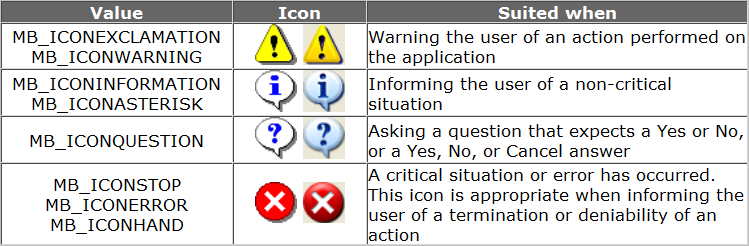 Value Icon Suited when
MB_ICONEXCLAMATION
MB_ICONWARNING
Warning the user of an action performed on
the application
MB_ICONINFORMATION
MB_ICONASTERISK
Informing the user of a non-critical
situation
MB_ICONQUESTION
Asking a question that expects a Yes or No,
or a Yes, No, or Cancel answer
MB_ICONSTOP
MB_ICONERROR
MB_ICONHAND
A critical situation or error has occurred.
This icon is appropriate when informing the
user of a termination or deniability of an
action